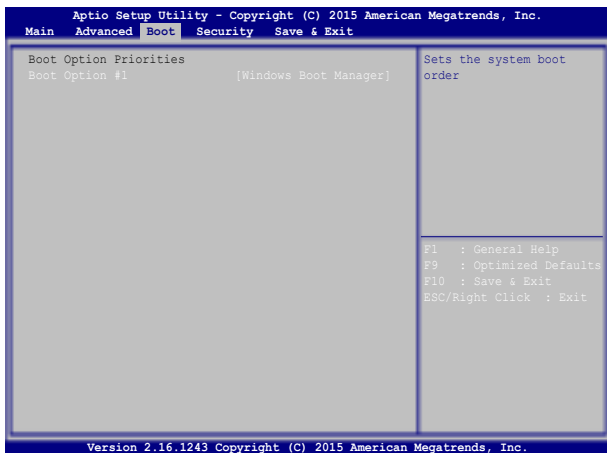 Aptio Setup Utility - Copyright (C) 2015 American Megatrends, Inc.
Main Advanced Boot Security Save & Exit
Boot Option Priorities
Boot Option #1 [Windows Boot Manager]
Sets the system boot
order
F1 : General Help
F9 : Optimized Defaults
F10 : Save & Exit
ESC/Right Click : Exit
Version 2.16.1243 Copyright (C) 2015 American Megatrends, Inc.